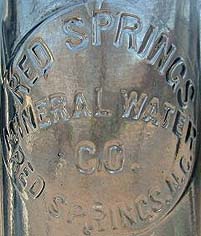 RED SPRINGS
MINERAL WATER
CO.
RED SPRINGS, N.C.